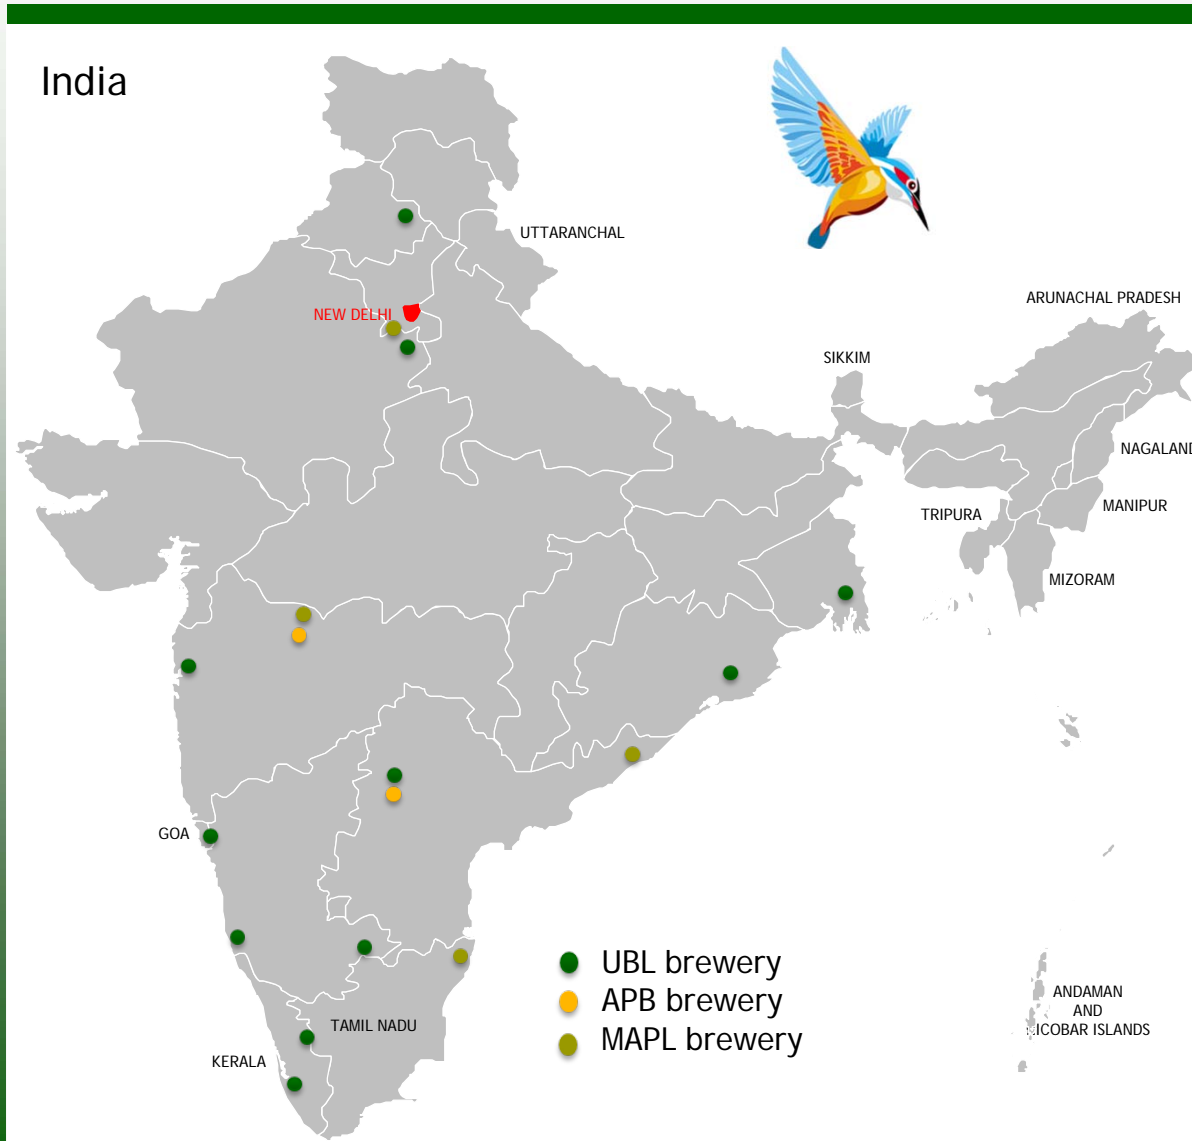 India
UTTARANCHAL
NEW DELHI
ARUNACHAL PRADESH
SIKKIM
NAGALAND
TRIPURA
MANIPUR
MIZORAM
GOA
UBL brewery
APB brewery
MAPL brewery
TAMIL NADU
KERALA
ANDAMAN
AND
NICOBAR ISLANDS